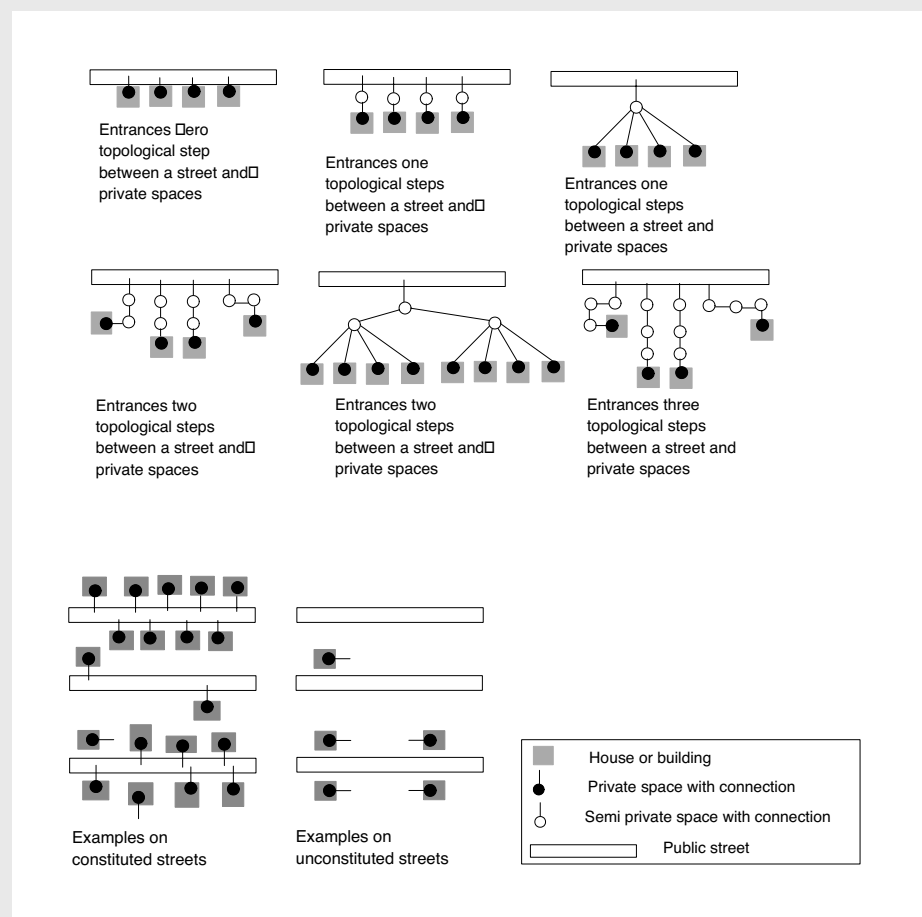 Entrances □ero
topological step
between a street and□
private spaces
Entrances one
topological steps
between a street and□
private spaces
Entrances one
topological steps
between a street and
private spaces
Entrances two
topological steps
between a street and□
private spaces
Entrances two
topological steps
between a street and□
private spaces
Entrances three
topological steps
between a street and
private spaces
Examples on
constituted streets
Examples on
unconstituted streets
House or building
Private space with connection
Semi private space with connection
Public street